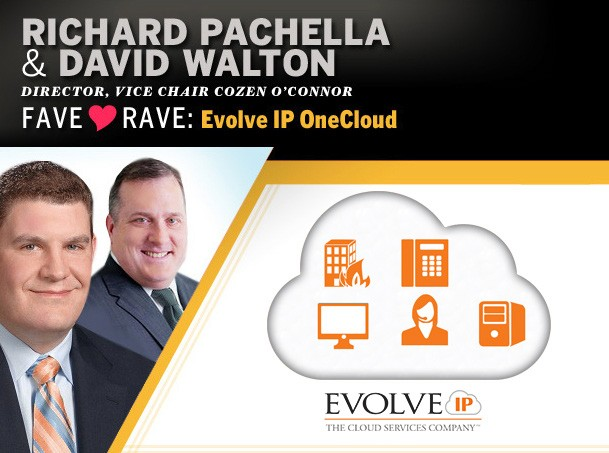 RICHARD PACHELLA
& DAVID WALTON
DIRECTOR, VICE CHAIR COZEN O'CONNOR
FAVE RAVE: Evolve IP OneCloud
EVOLVE IP
THE CLOUD SERVICES COMPANY™